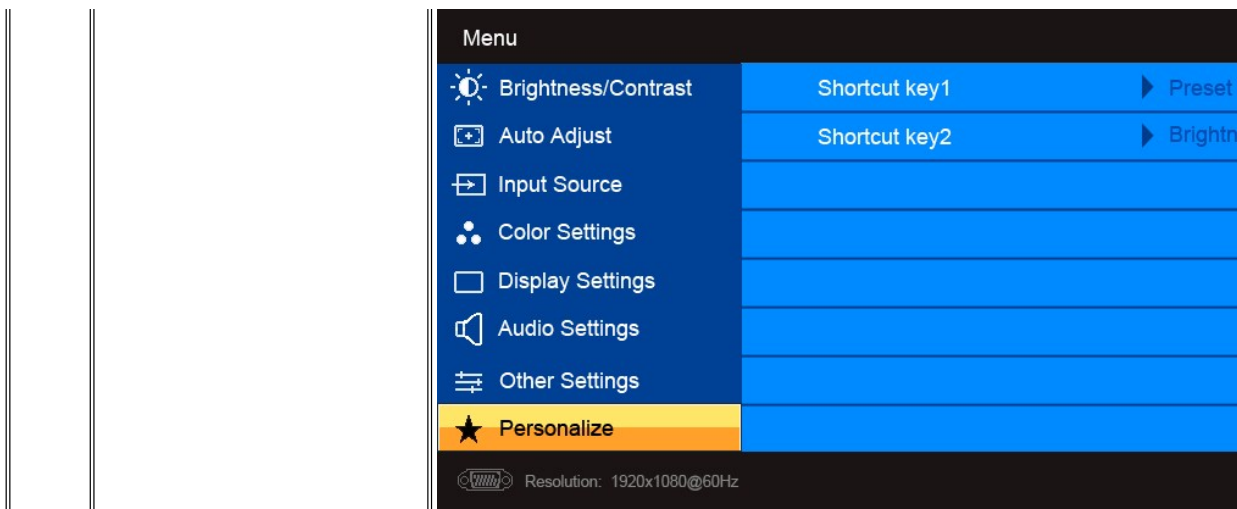 Menu
Brightness/Contrast
Shortcut key1
Preset
Auto Adjust
Shortcut key2
Input Source
Color Settings
Display Settings
Audio Settings
Other Settings
Personalize
Resolution: 1920x1080@60Hz